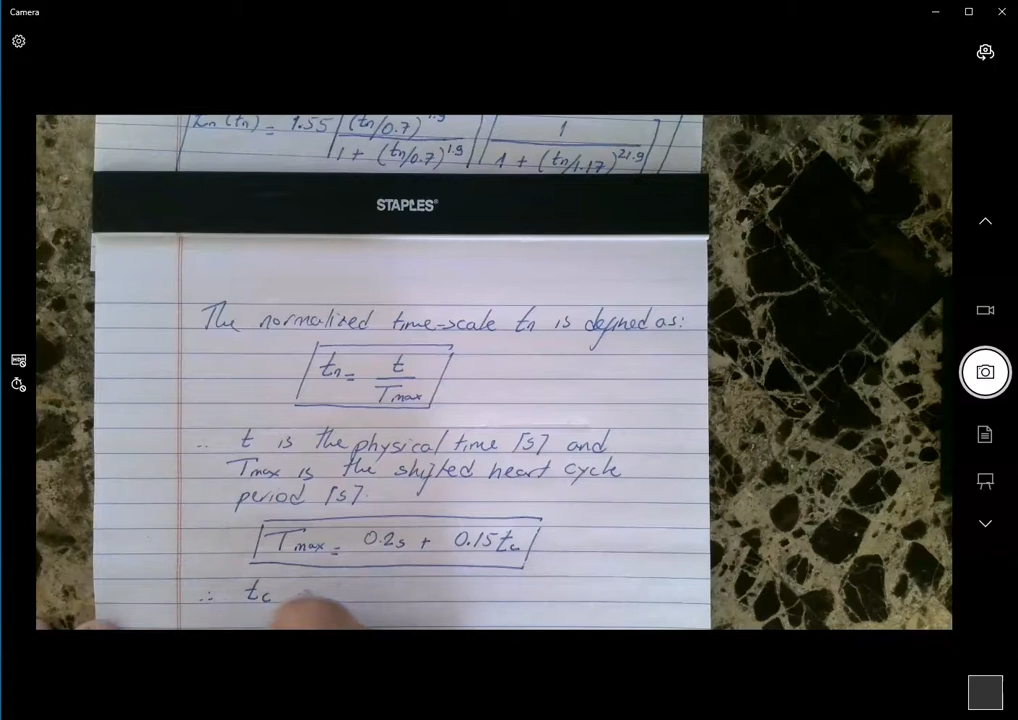 Camera
En (tn) = 1.55 [ (tn/0.7)^1.9 / 1 + (tn/0.7)^1.9 ] [ 1 / 1 + (tn/1.17)^21.9 ]
STAPLES®
The normalized time-scale tn is defined as:
tn = t / Tmax
∴ t is the physical time [s] and
Tmax is the shifted heart cycle
period [s].
Tmax = 0.2s + 0.15tc
∴ tc